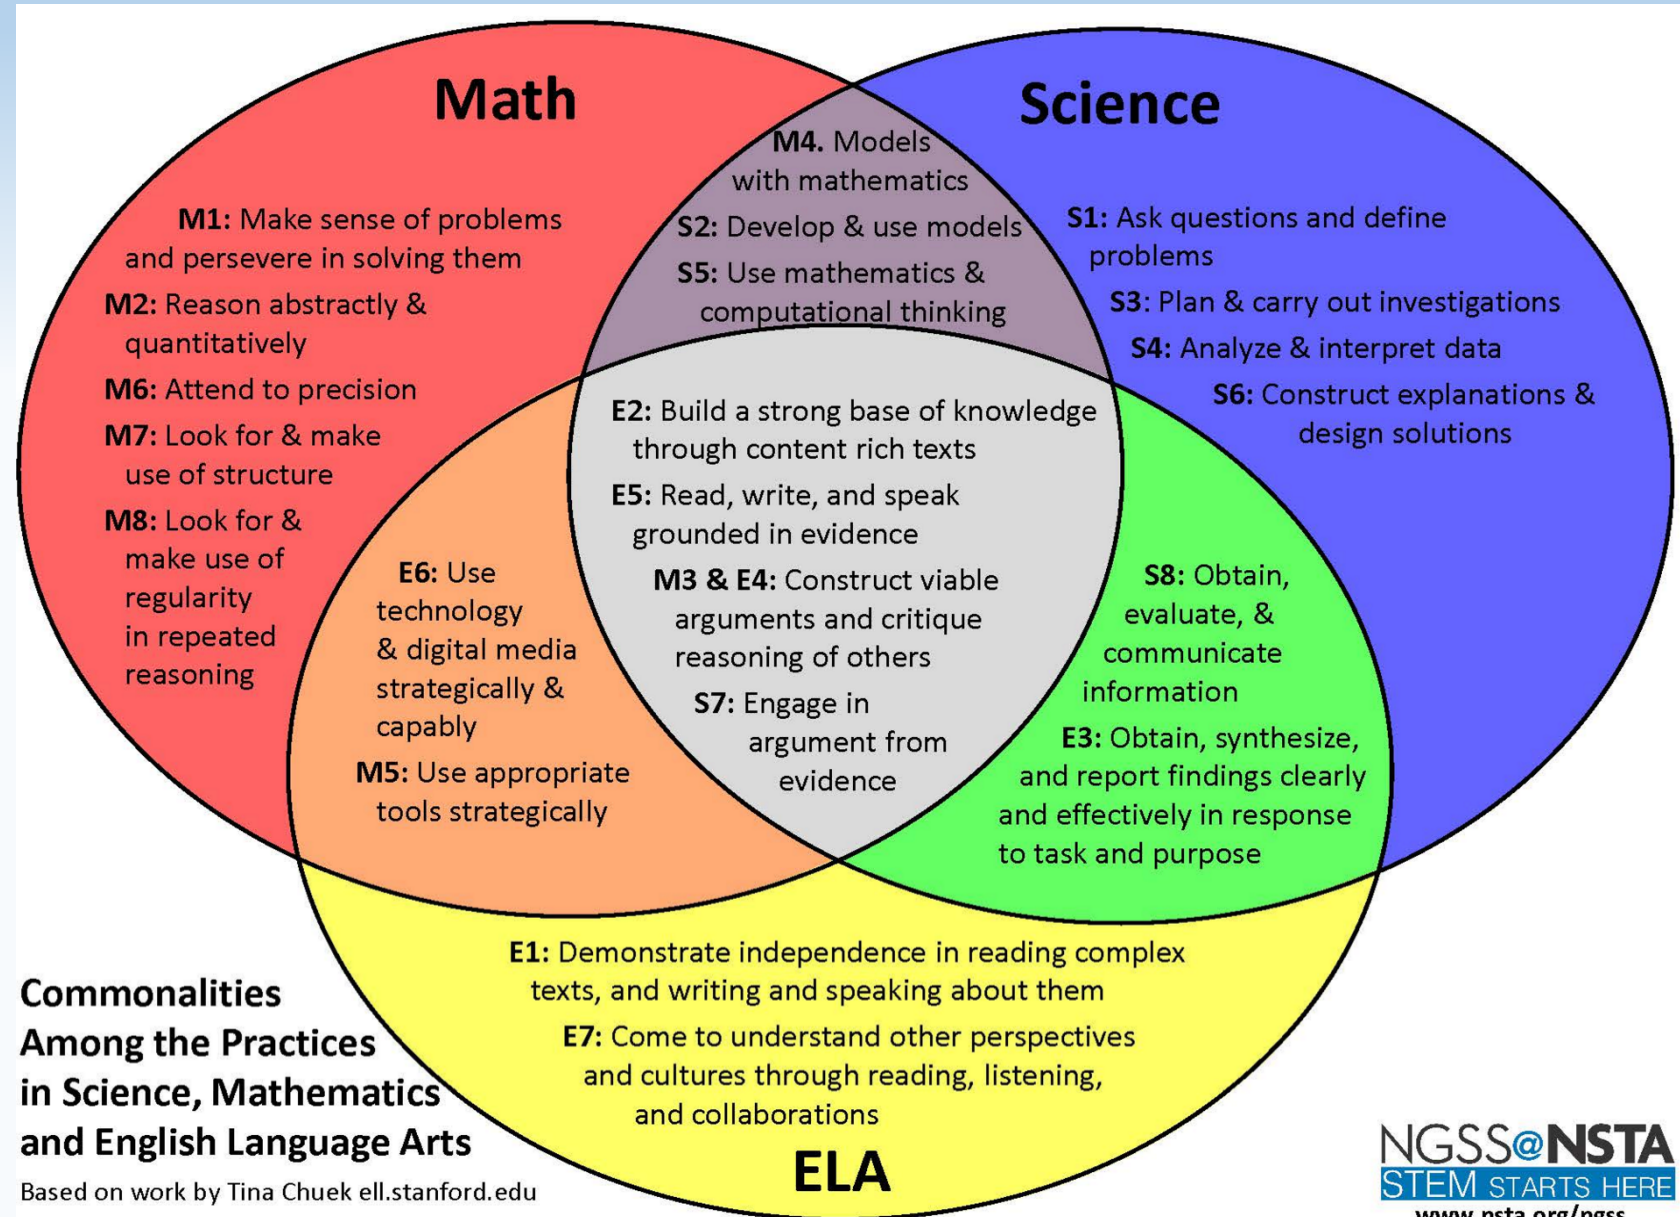 Math
Science
M1: Make sense of problems
and persevere in solving them
M2: Reason abstractly &
quantitatively
M6: Attend to precision
M7: Look for & make
use of structure
M8: Look for &
make use of
regularity
in repeated
reasoning
M4. Models
with mathematics
S2: Develop & use models
S5: Use mathematics &
computational thinking
S1: Ask questions and define
problems
S3: Plan & carry out investigations
S4: Analyze & interpret data
S6: Construct explanations &
design solutions
E2: Build a strong base of knowledge
through content rich texts
E5: Read, write, and speak
grounded in evidence
M3 & E4: Construct viable
arguments and critique
reasoning of others
S7: Engage in
argument from
evidence
E6: Use
technology
& digital media
strategically &
capably
M5: Use appropriate
tools strategically
S8: Obtain,
evaluate, &
communicate
information
E3: Obtain, synthesize,
and report findings clearly
and effectively in response
to task and purpose
E1: Demonstrate independence in reading complex
texts, and writing and speaking about them
E7: Come to understand other perspectives
and cultures through reading, listening,
and collaborations
ELA
Commonalities
Among the Practices
in Science, Mathematics
and English Language Arts
Based on work by Tina Chuek ell.stanford.edu
NGSS@NSTA
STEM STARTS HERE
www.nsta.org/ngss